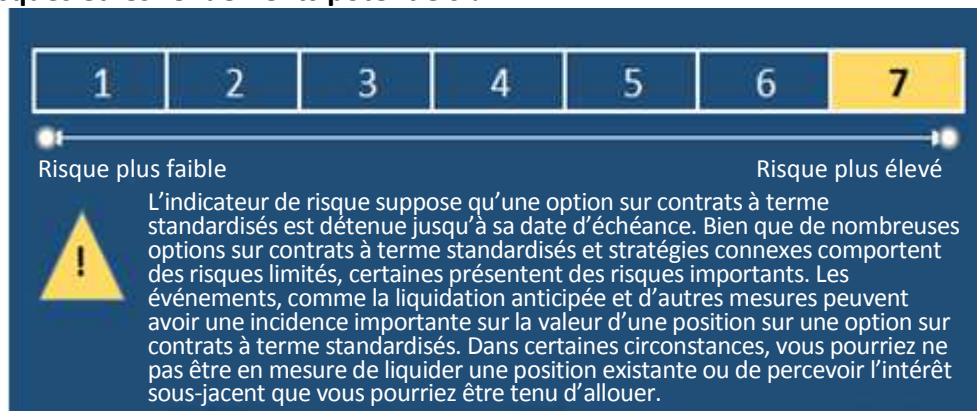 1 2 3 4 5 6 7
Risque plus faible Risque plus élevé
L’indicateur de risque suppose qu’une option sur contrats à terme
standardisés est détenue jusqu’à sa date d’échéance. Bien que de nombreuses
options sur contrats à terme standardisés et stratégies connexes comportent
des risques limités, certaines présentent des risques importants. Les
événements, comme la liquidation anticipée et d’autres mesures peuvent
avoir une incidence importante sur la valeur d’une position sur une option sur
contrats à terme standardisés. Dans certaines circonstances, vous pourriez ne
pas être en mesure de liquider une position existante ou de percevoir l’intérêt
sous-jacent que vous pourriez être tenu d’allouer.
!